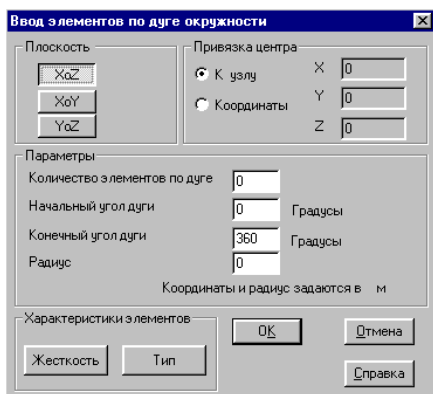 Ввод элементов по дуге окружности
Плоскость
XoZ
XoY
YoZ
Привязка центра
К узлу
Координаты
X 0
Y 0
Z 0
Параметры
Количество элементов по дуге 0
Начальный угол дуги 0 Градусы
Конечный угол дуги 360 Градусы
Радиус 0
Координаты и радиус задаются в м
Характеристики элементов
Жесткость Тип
OK Отмена
Справка